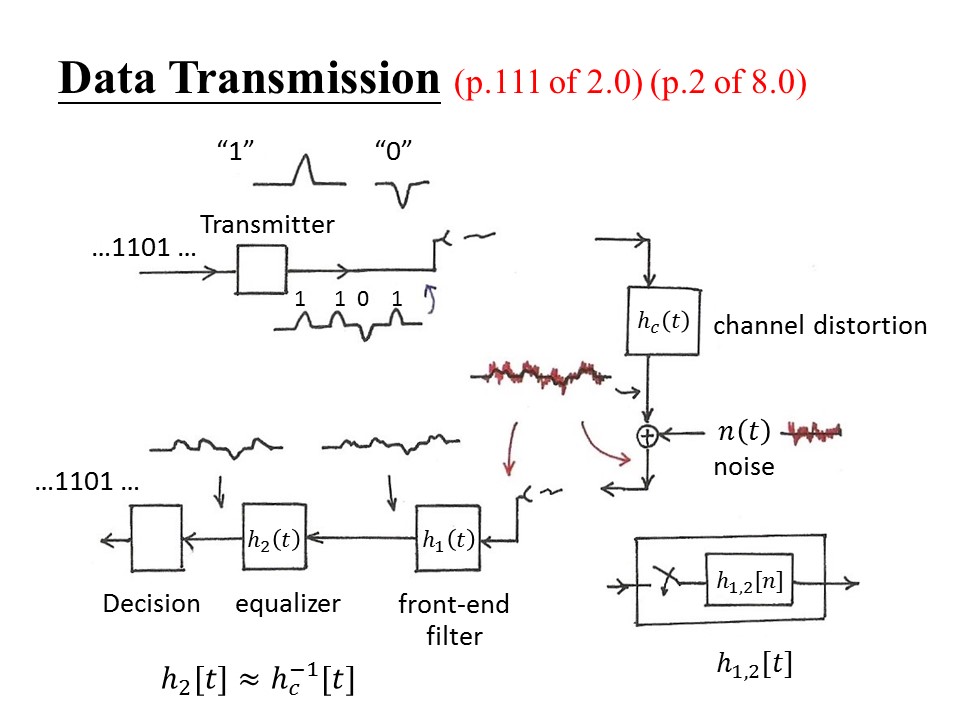 Data Transmission (p.111 of 2.0) (p.2 of 8.0)
“1” “0”
Transmitter
…1101 …
1 1 0 1
h_c(t) channel distortion
n(t)
noise
…1101 …
h_2(t) h_1(t)
Decision equalizer front-end
filter
h_{1,2}[n]
h_{1,2}[t]
h_2[t] ≈ h_c^{-1}[t]